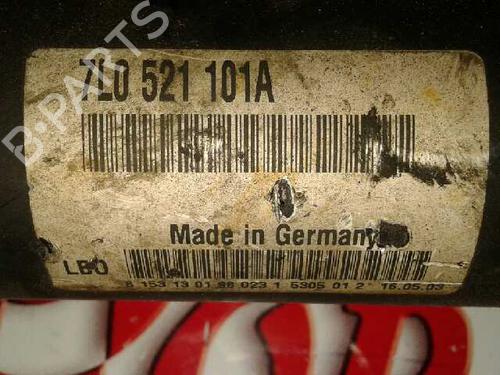 7L0 521 101A
B-PARTS
Made in Germany
LBO
8 153 13 01 98 023 1 5305 01 2 * 16.05.03